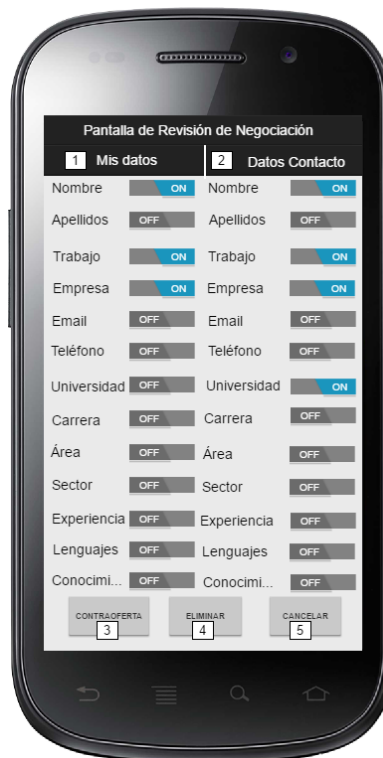 Pantalla de Revisión de Negociación
1 Mis datos 2 Datos Contacto
Nombre ON Nombre ON
Apellidos OFF Apellidos OFF
Trabajo ON Trabajo ON
Empresa ON Empresa ON
Email OFF Email OFF
Teléfono OFF Teléfono OFF
Universidad OFF Universidad ON
Carrera OFF Carrera OFF
Área OFF Área OFF
Sector OFF Sector OFF
Experiencia OFF Experiencia OFF
Lenguajes OFF Lenguajes OFF
Conocimi... OFF Conocimi... OFF
CONTRAOFERTA ELIMINAR CANCELAR
3 4 5